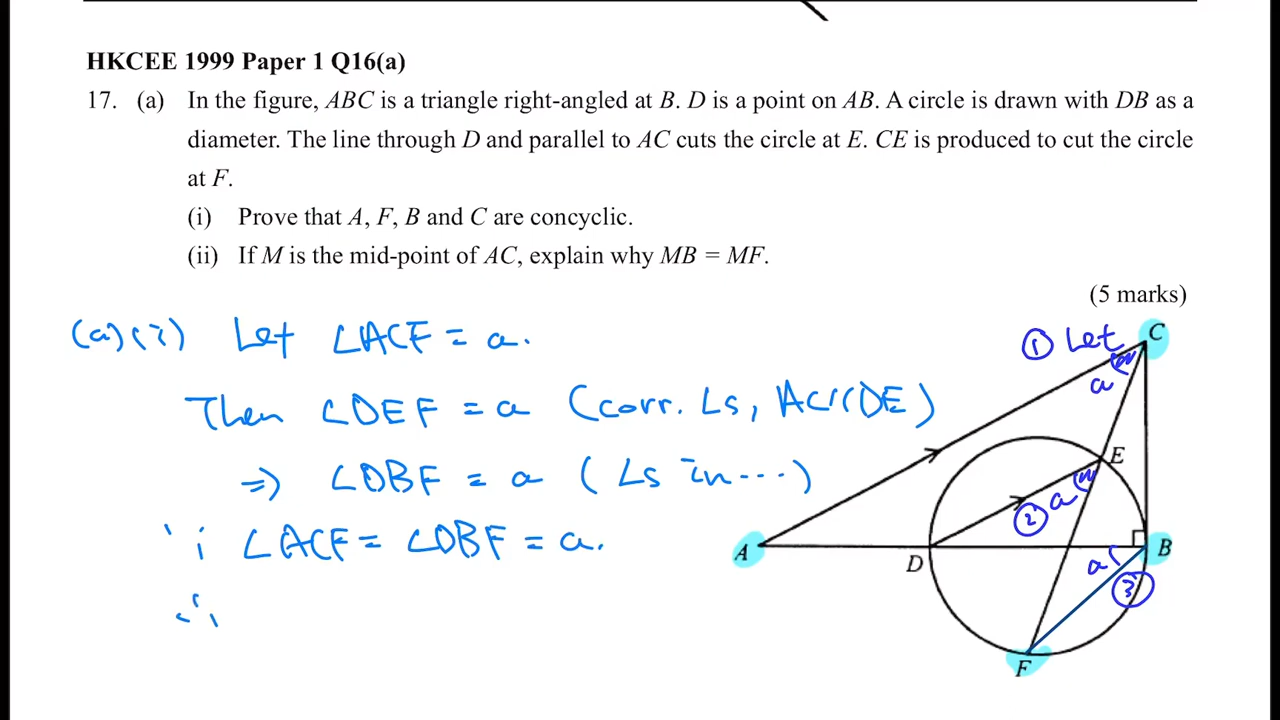 HKCEE 1999 Paper 1 Q16(a)
17. (a) In the figure, ABC is a triangle right-angled at B. D is a point on AB. A circle is drawn with DB as a
diameter. The line through D and parallel to AC cuts the circle at E. CE is produced to cut the circle
at F.
(i) Prove that A, F, B and C are concyclic.
(ii) If M is the mid-point of AC, explain why MB = MF.
(5 marks)
(a)(i) Let ∠ACF = a.
Then ∠DEF = a (corr. ∠s, AC//DE)
⇒ ∠DBF = a (∠s in ...)
∵ ∠ACF = ∠DBF = a.
∴
① Let
C
a
E
a
②
A
D
B
a
③
F